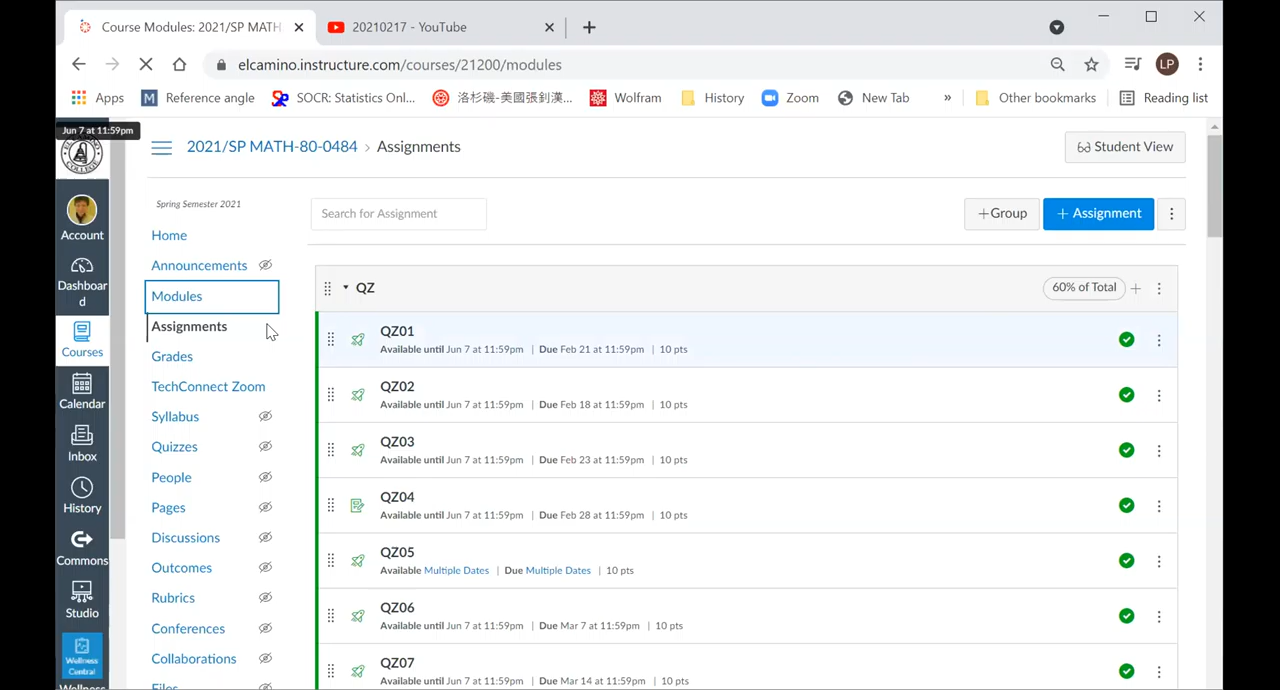 Course Modules: 2021/SP MATH
20210217 - YouTube
elcamino.instructure.com/courses/21200/modules
LP
Apps
M
Reference angle
SOCR: Statistics Onl...
洛杉磯-美國張釗漢...
Wolfram
History
Zoom
New Tab
»
Other bookmarks
Reading list
Jun 7 at 11:59pm
2021/SP MATH-80-0484 › Assignments
Student View
Account
Dashboar
d
Courses
Calendar
Inbox
History
Commons
Studio
Wellness
Central
Spring Semester 2021
Home
Announcements
Modules
Assignments
Grades
TechConnect Zoom
Syllabus
Quizzes
People
Pages
Discussions
Outcomes
Rubrics
Conferences
Collaborations
Files
Search for Assignment
+Group
+ Assignment
QZ
60% of Total
QZ01
Available until Jun 7 at 11:59pm | Due Feb 21 at 11:59pm | 10 pts
QZ02
Available until Jun 7 at 11:59pm | Due Feb 18 at 11:59pm | 10 pts
QZ03
Available until Jun 7 at 11:59pm | Due Feb 23 at 11:59pm | 10 pts
QZ04
Available until Jun 7 at 11:59pm | Due Feb 28 at 11:59pm | 10 pts
QZ05
Available Multiple Dates | Due Multiple Dates | 10 pts
QZ06
Available until Jun 7 at 11:59pm | Due Mar 7 at 11:59pm | 10 pts
QZ07
Available until Jun 7 at 11:59pm | Due Mar 14 at 11:59pm | 10 pts